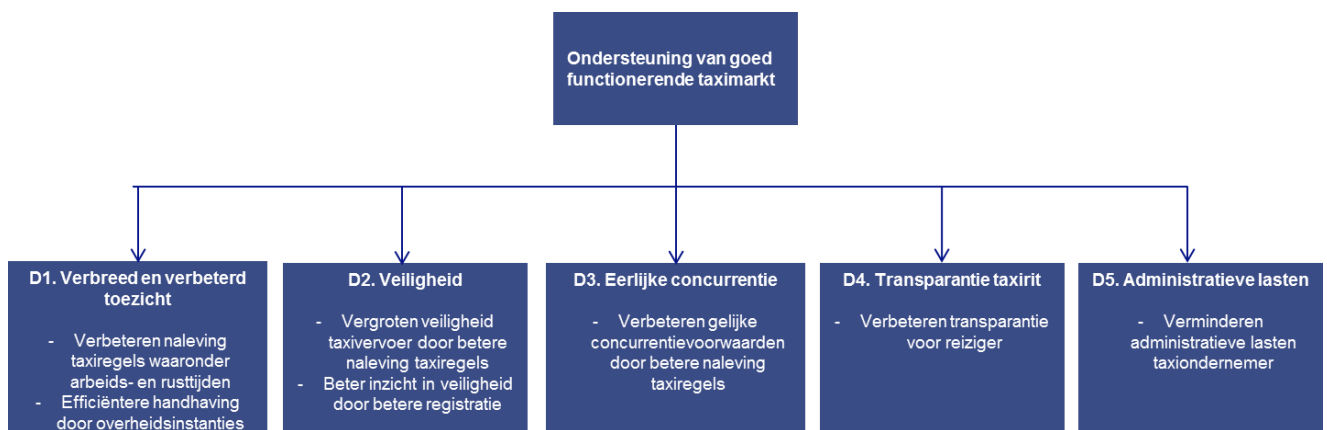 Ondersteuning van goed
functionerende taximarkt
D1. Verbreed en verbeterd
toezicht
- Verbeteren naleving
taxiregels waaronder
arbeids- en rusttijden
- Efficiëntere handhaving
door overheidsinstanties
D2. Veiligheid
- Vergroten veiligheid
taxivervoer door betere
naleving taxiregels
- Beter inzicht in veiligheid
door betere registratie
D3. Eerlijke concurrentie
- Verbeteren gelijke
concurrentievoorwaarden
door betere naleving
taxiregels
D4. Transparantie taxirit
- Verbeteren transparantie
voor reiziger
D5. Administratieve lasten
- Verminderen
administratieve lasten
taxiondernemer